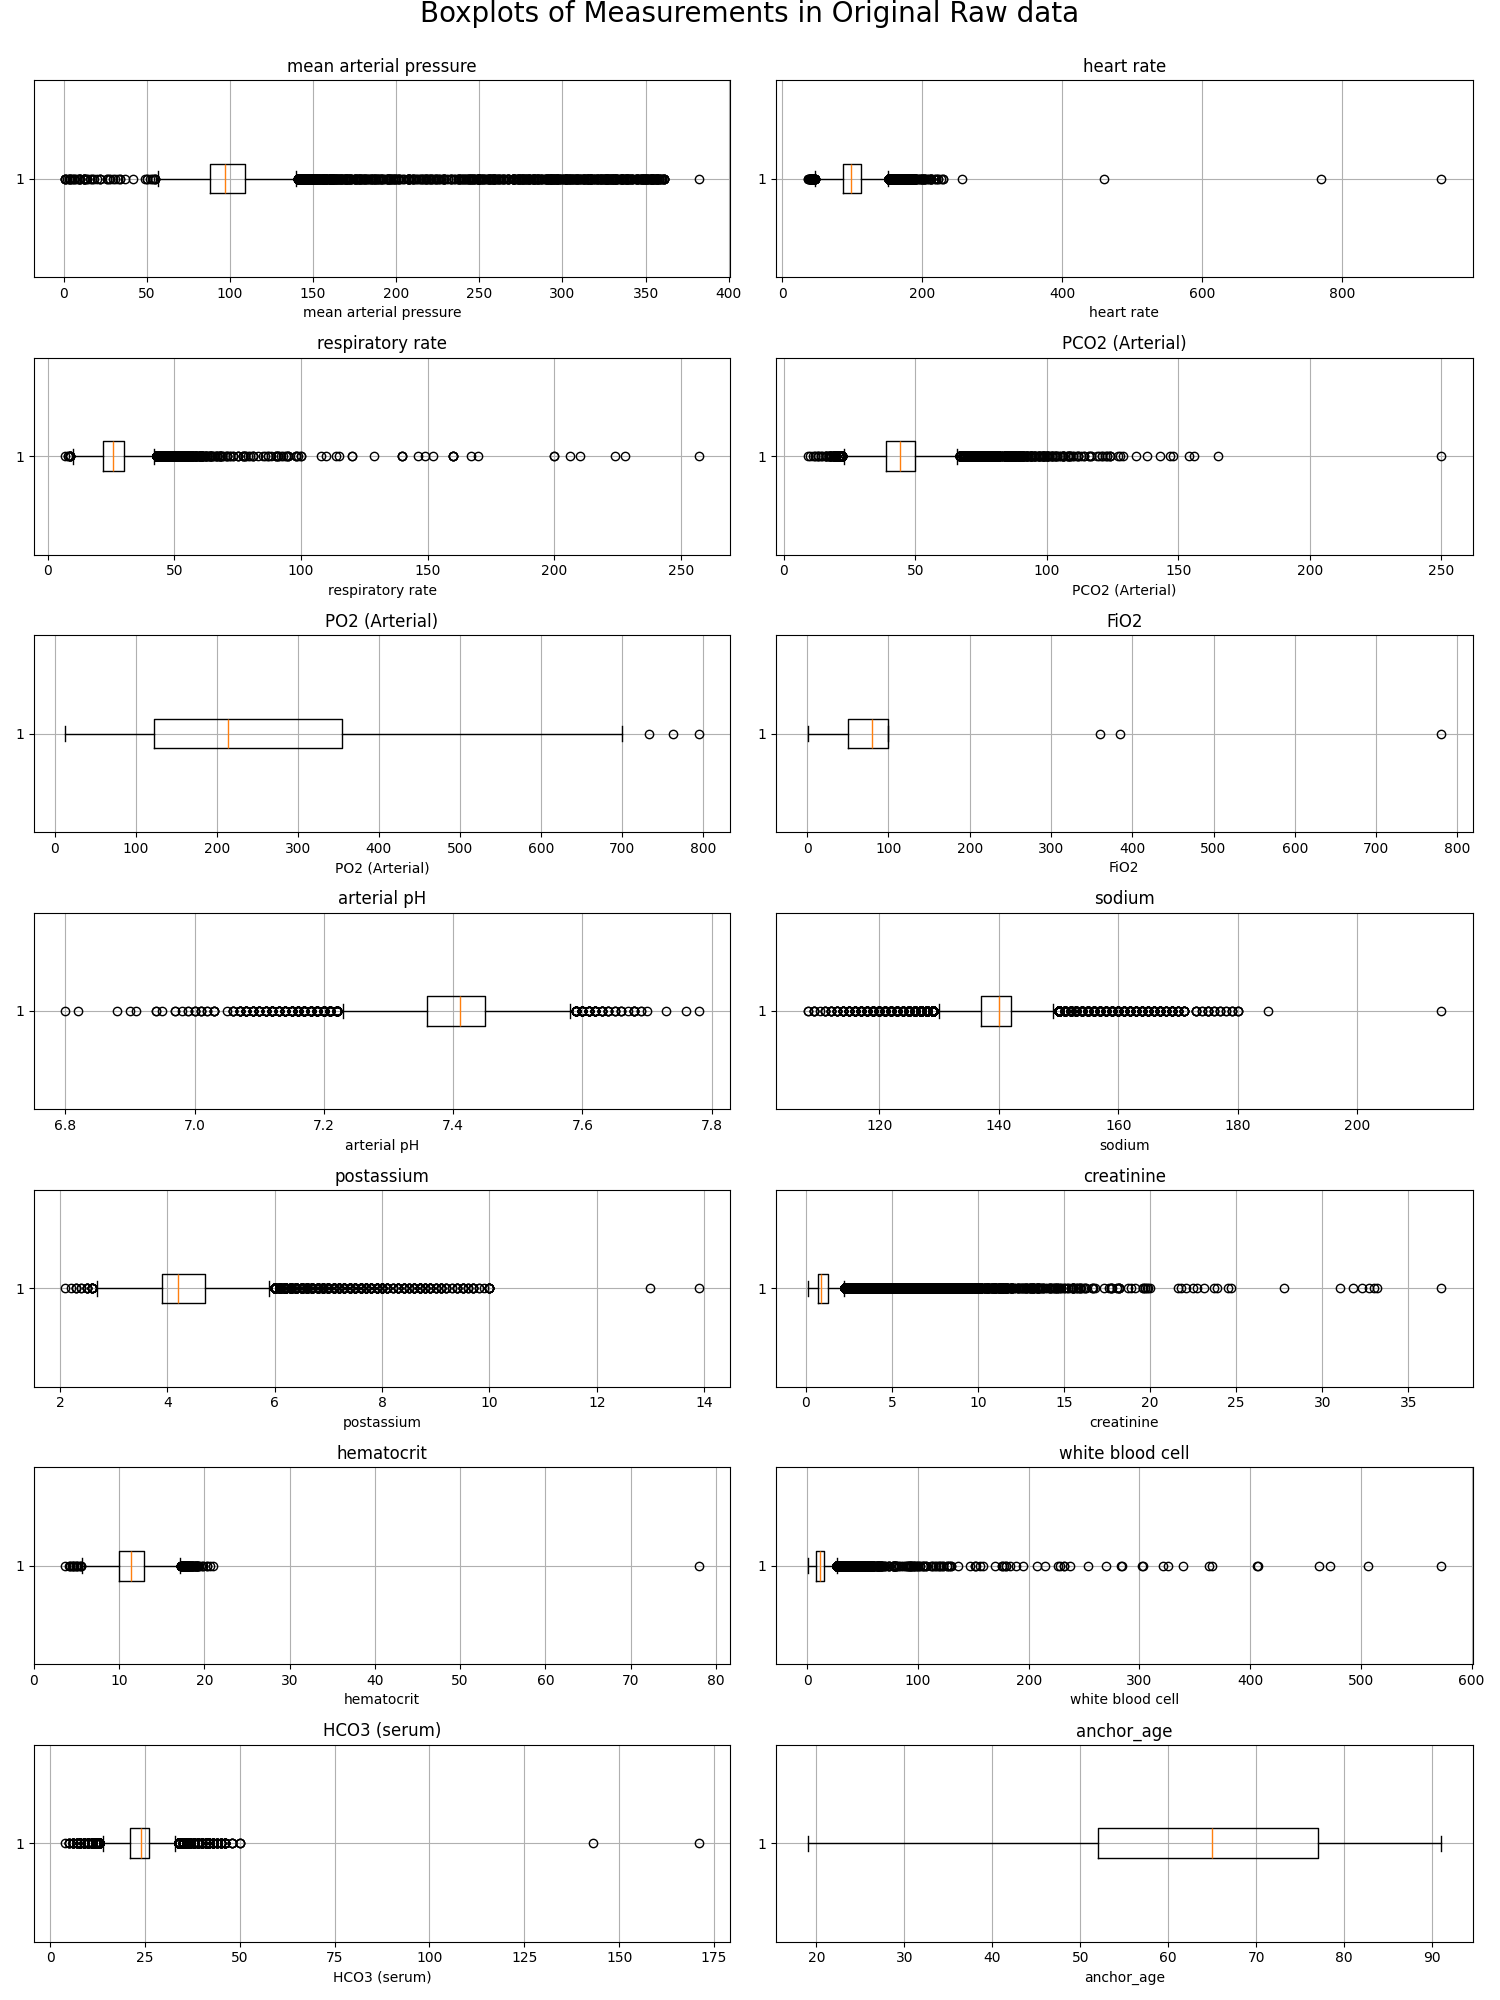 Boxplots of Measurements in Original Raw data
mean arterial pressure
1
0 50 100 150 200 250 300 350 400
mean arterial pressure
heart rate
1
0 200 400 600 800
heart rate
respiratory rate
1
0 50 100 150 200 250
respiratory rate
PCO2 (Arterial)
1
0 50 100 150 200 250
PCO2 (Arterial)
PO2 (Arterial)
1
0 100 200 300 400 500 600 700 800
PO2 (Arterial)
FiO2
1
0 100 200 300 400 500 600 700 800
FiO2
arterial pH
1
6.8 7.0 7.2 7.4 7.6 7.8
arterial pH
sodium
1
120 140 160 180 200
sodium
postassium
1
2 4 6 8 10 12 14
postassium
creatinine
1
0 5 10 15 20 25 30 35
creatinine
hematocrit
1
0 10 20 30 40 50 60 70 80
hematocrit
white blood cell
1
0 100 200 300 400 500 600
white blood cell
HCO3 (serum)
1
0 25 50 75 100 125 150 175
HCO3 (serum)
anchor_age
1
20 30 40 50 60 70 80 90
anchor_age